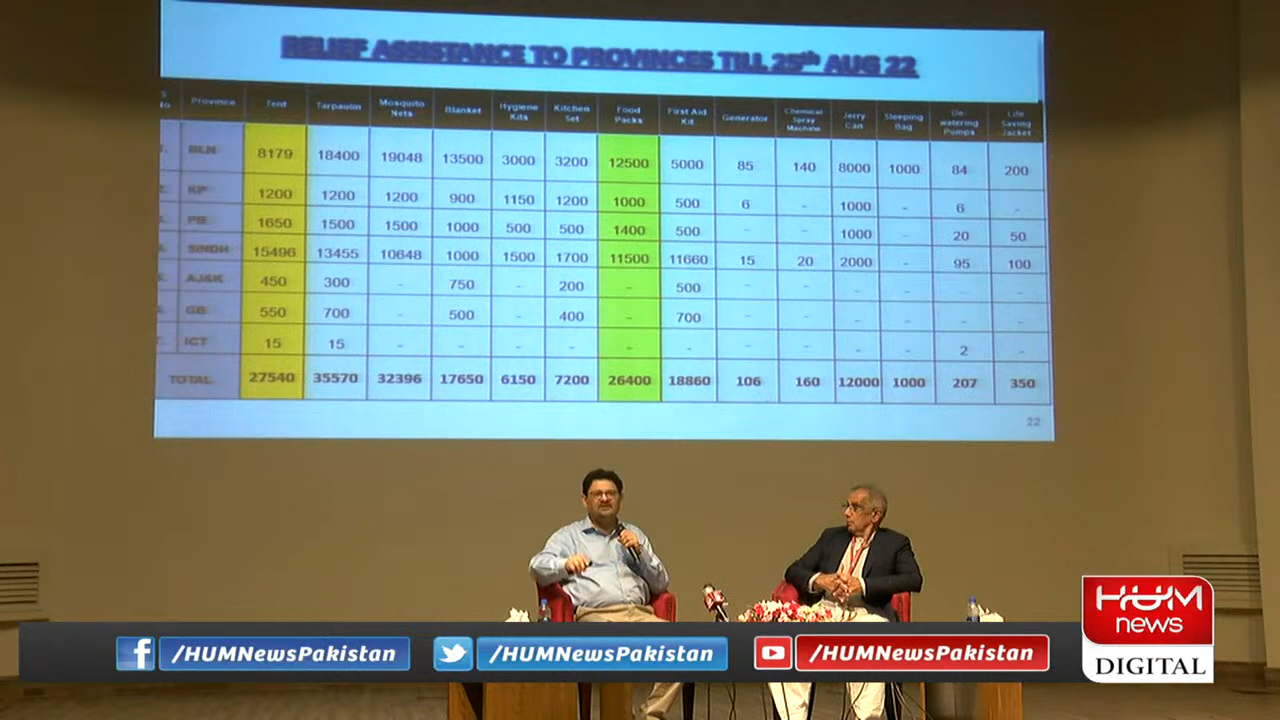 RELIEF ASSISTANCE TO PROVINCES TILL 25th AUG 22
Province Tent Tarpaulin Mosquito Nets Blanket Hygiene Kits Kitchen Set Food Packs First Aid Kit Generator Chemical Spray Machine Jerry Can Sleeping Bag De-watering Pumps Life Saving Jacket
BLN 8179 18400 19048 13500 3000 3200 12500 5000 85 140 8000 1000 84 200
KP 1200 1200 1200 900 1150 1200 1000 500 6 - 1000 - 6 -
PB 1650 1500 1500 1000 500 500 1400 500 - - 1000 - 20 50
SINDH 15496 13455 10648 1000 1500 1700 11500 11660 15 20 2000 - 95 100
AJ&K 450 300 - 750 - 200 - 500 - - - - - -
GB 550 700 - 500 - 400 - 700 - - - - - -
ICT 15 15 - - - - - - - - - - 2 -
TOTAL 27540 35570 32396 17650 6150 7200 26400 18860 106 160 12000 1000 207 350
22
HUM
news
DIGITAL
/HUMNewsPakistan /HUMNewsPakistan /HUMNewsPakistan